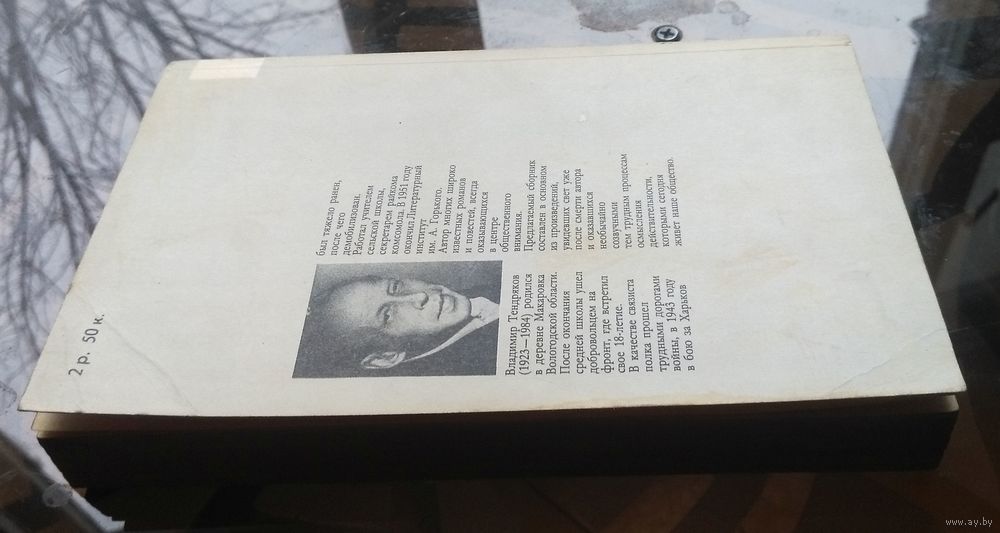 Владимир Тендряков
(1923—1984) родился
в деревне Макаровка
Вологодской области.
После окончания
средней школы ушел
добровольцем на
фронт, где встретил
свое 18-летие.
В качестве связиста
полка прошел
трудными дорогами
войны, в 1943 году
в бою за Харьков
был тяжело ранен,
после чего
демобилизован.
Работал учителем
сельской школы,
секретарем райкома
комсомола. В 1951 году
окончил Литературный
институт
им. А. Горького.
Автор многих широко
известных романов
и повестей, всегда
оказывающихся
в центре
общественного
внимания.
Предлагаемый сборник
составлен в основном
из произведений,
увидевших свет уже
после смерти автора
и оказавшихся
необычайно
созвучными
тем трудным процессам
осмысления
действительности,
которыми сегодня
живет наше общество.
2 р. 50 к.
www.ay.by